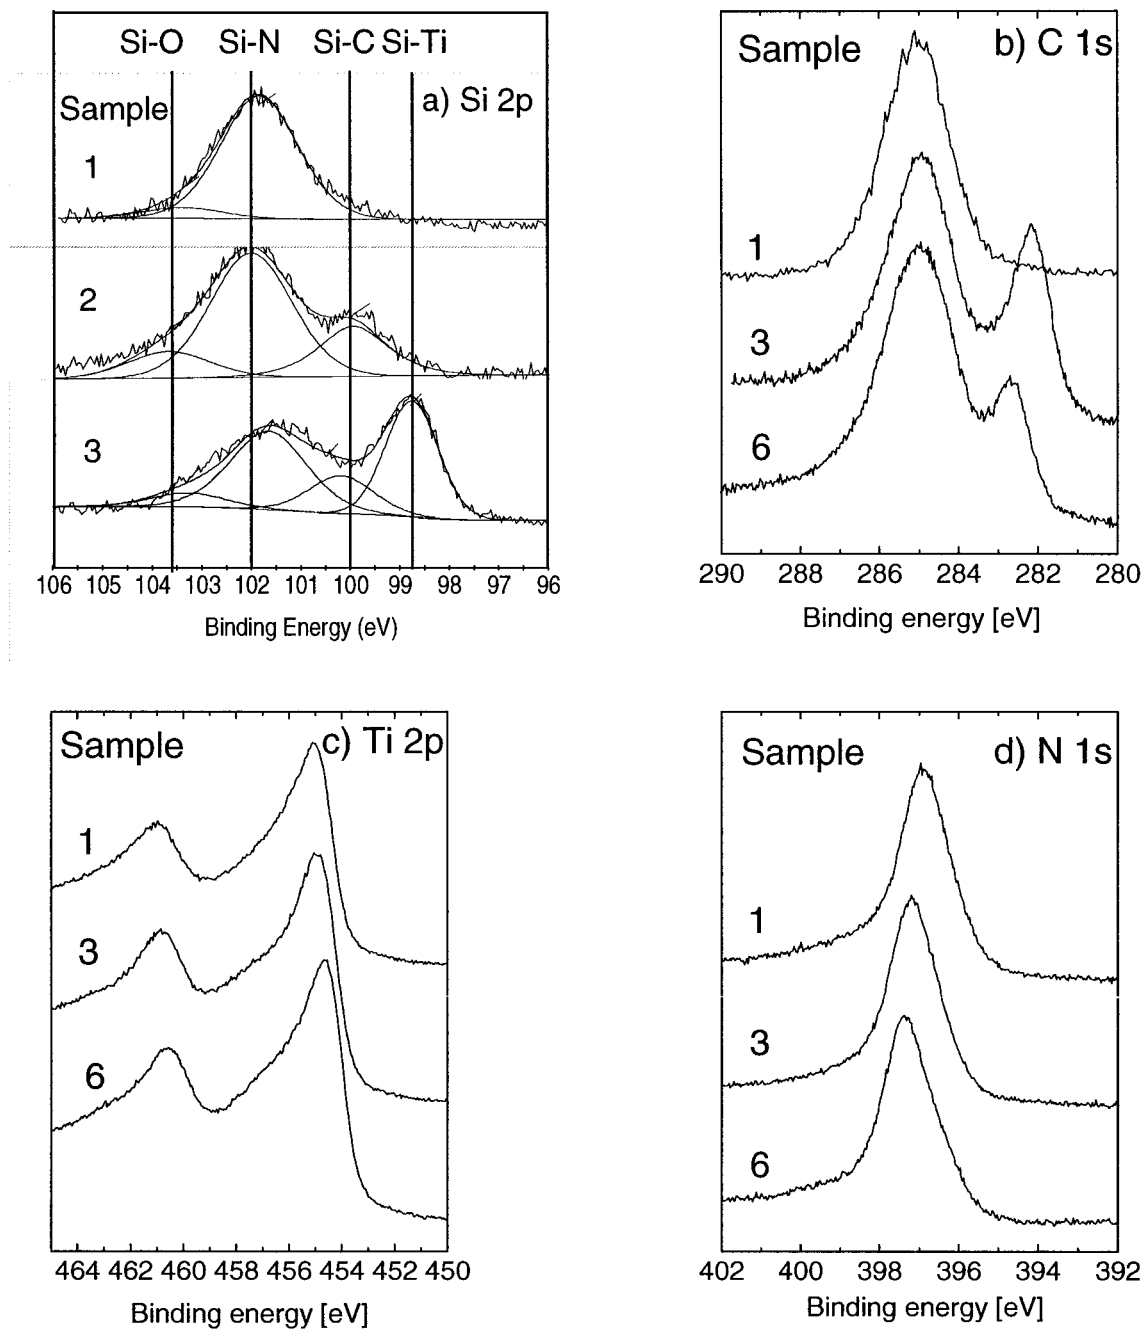 Si-O Si-N Si-C Si-Ti
a) Si 2p
Sample
1
2
3
106 105 104 103 102 101 100 99 98 97 96
Binding Energy (eV)
Sample
b) C 1s
1
3
6
290 288 286 284 282 280
Binding energy [eV]
Sample
c) Ti 2p
1
3
6
464 462 460 458 456 454 452 450
Binding energy [eV]
Sample
d) N 1s
1
3
6
402 400 398 396 394 392
Binding energy [eV]